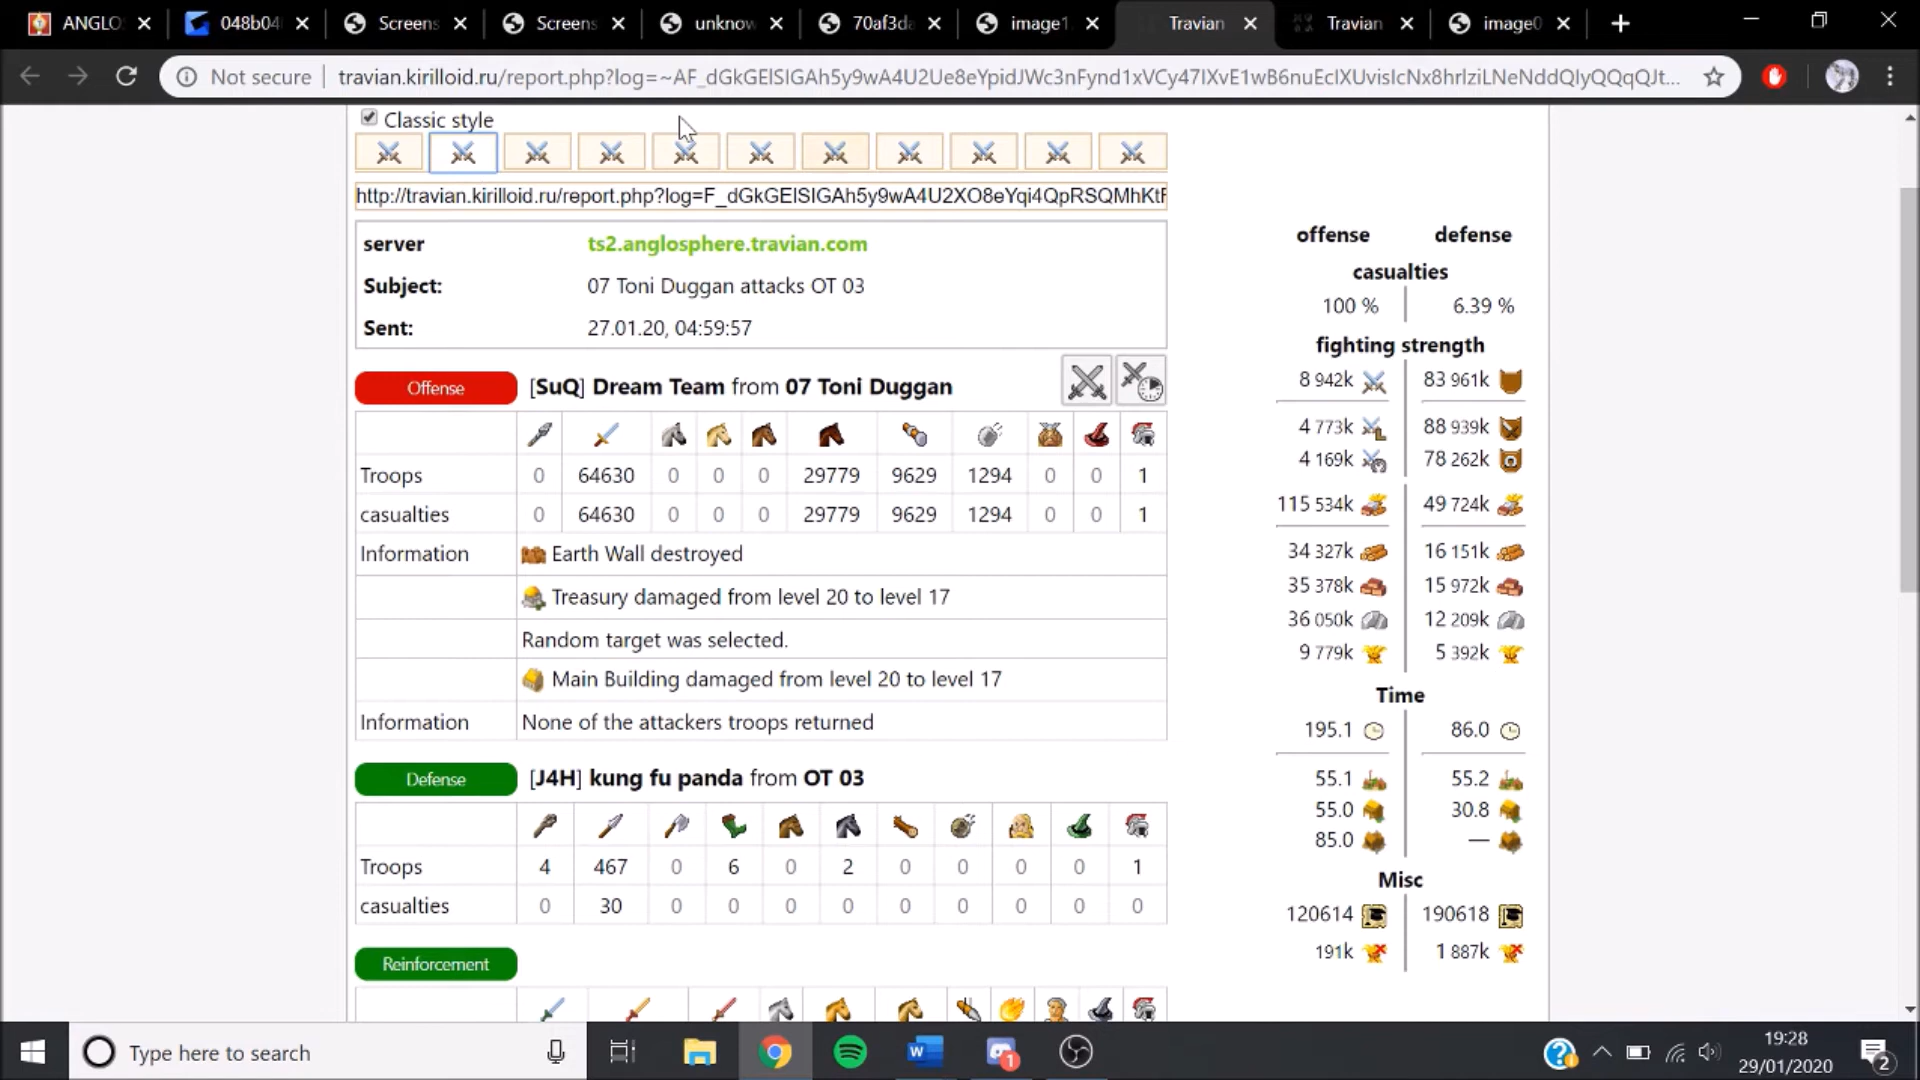 ANGLO
048b04
Screens
Screens
unknow
70af3da
image1
Travian
Travian
image0
Not secure
travian.kirilloid.ru/report.php?log=~AF_dGkGElSIGAh5y9wA4U2Ue8eYpidJWc3nFynd1xVCy47IXvE1wB6nuEcIXUvisIcNx8hrlziLNeNddQIyQQqQJt...
Classic style
http://travian.kirilloid.ru/report.php?log=F_dGkGElSIGAh5y9wA4U2XO8eYqi4QpRSQMhKtF
server ts2.anglosphere.travian.com
Subject: 07 Toni Duggan attacks OT 03
Sent: 27.01.20, 04:59:57
Offense [SuQ] Dream Team from 07 Toni Duggan
Troops 0 64630 0 0 0 29779 9629 1294 0 0 1
casualties 0 64630 0 0 0 29779 9629 1294 0 0 1
Information Earth Wall destroyed
Treasury damaged from level 20 to level 17
Random target was selected.
Main Building damaged from level 20 to level 17
Information None of the attackers troops returned
Defense [J4H] kung fu panda from OT 03
Troops 4 467 0 6 0 2 0 0 0 0 1
casualties 0 30 0 0 0 0 0 0 0 0 0
Reinforcement
offense defense
casualties
100 % 6.39 %
fighting strength
8 942k 83 961k
4 773k 88 939k
4 169k 78 262k
115 534k 49 724k
34 327k 16 151k
35 378k 15 972k
36 050k 12 209k
9 779k 5 392k
Time
195.1 86.0
55.1 55.2
55.0 30.8
85.0 —
Misc
120614 190618
191k 1 887k
Type here to search
1
19:28
29/01/2020
2